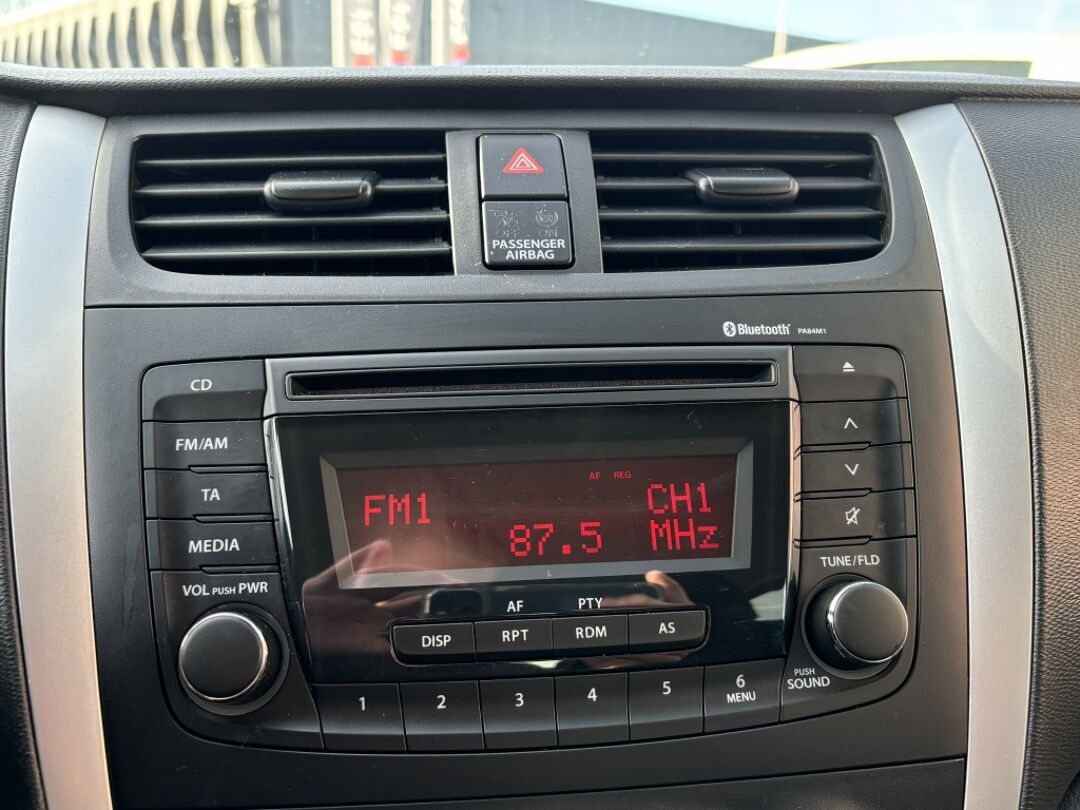 OFF ON
PASSENGER
AIRBAG
Bluetooth PA84M1
CD
FM/AM
TA
MEDIA
VOL PUSH PWR
AF REG
FM1 CH1
87.5 MHz
TUNE/FLD
AF PTY
DISP RPT RDM AS
PUSH
SOUND
1 2 3 4 5 6
MENU